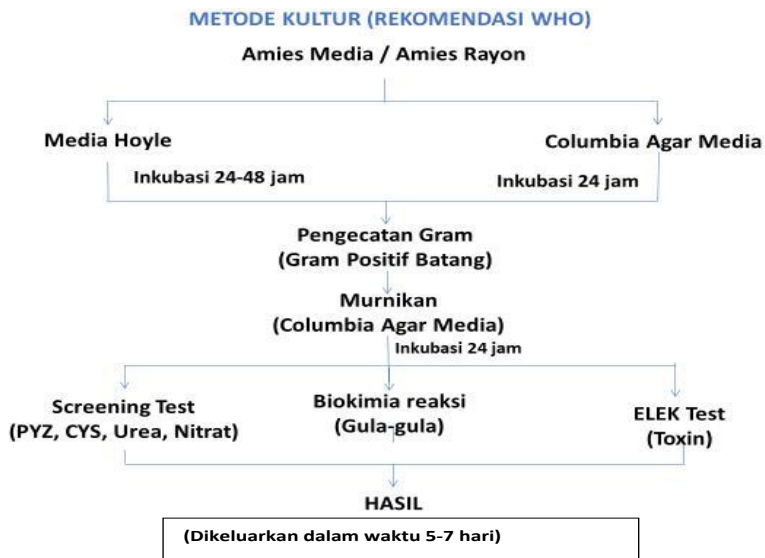 METODE KULTUR (REKOMENDASI WHO)
Amies Media / Amies Rayon
Media Hoyle
Columbia Agar Media
Inkubasi 24-48 jam
Inkubasi 24 jam
Pengecatan Gram
(Gram Positif Batang)
Murnikan
(Columbia Agar Media)
Inkubasi 24 jam
Screening Test
(PYZ, CYS, Urea, Nitrat)
Biokimia reaksi
(Gula-gula)
ELEK Test
(Toxin)
HASIL
(Dikeluarkan dalam waktu 5-7 hari)